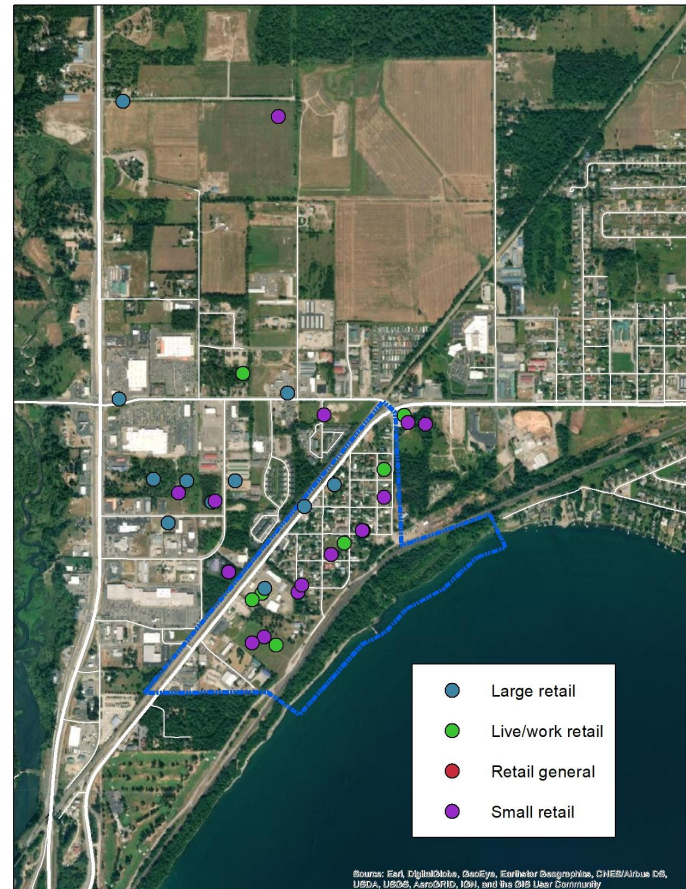 Large retail
Live/work retail
Retail general
Small retail
Source: Esri, DigitalGlobe, GeoEye, Earthstar Geographics, CNES/Airbus DS,
USDA, USGS, AeroGRID, IGN, and the GIS User Community